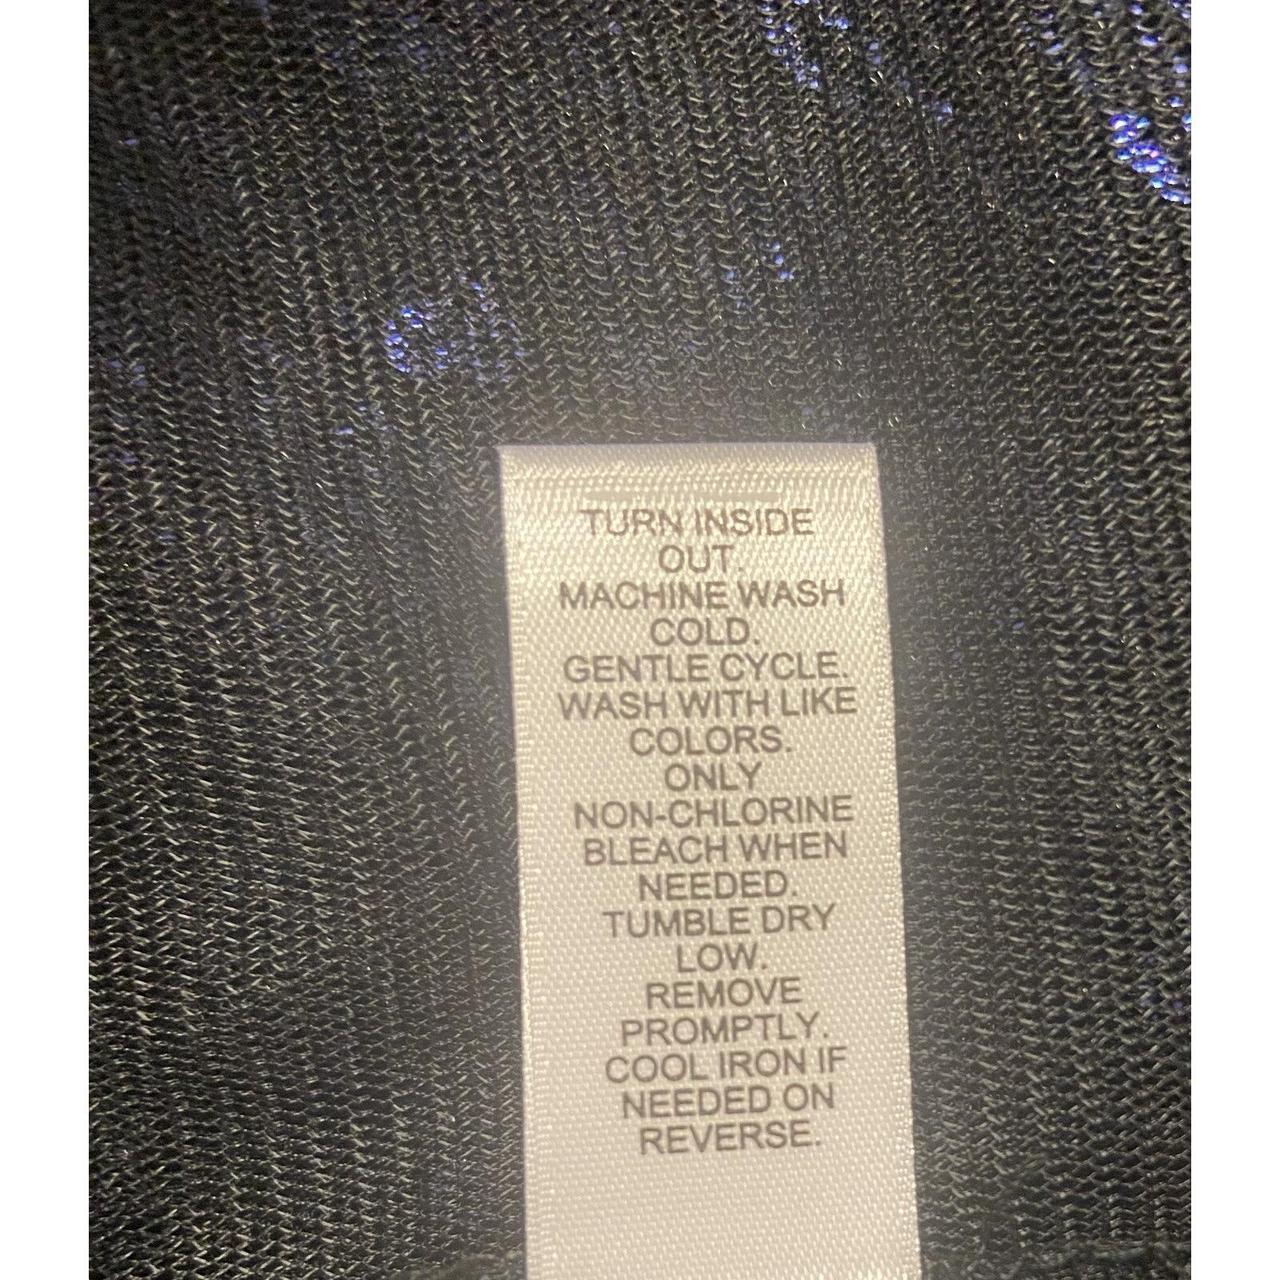 TURN INSIDE
OUT.
MACHINE WASH
COLD.
GENTLE CYCLE.
WASH WITH LIKE
COLORS.
ONLY
NON-CHLORINE
BLEACH WHEN
NEEDED.
TUMBLE DRY
LOW.
REMOVE
PROMPTLY.
COOL IRON IF
NEEDED ON
REVERSE.